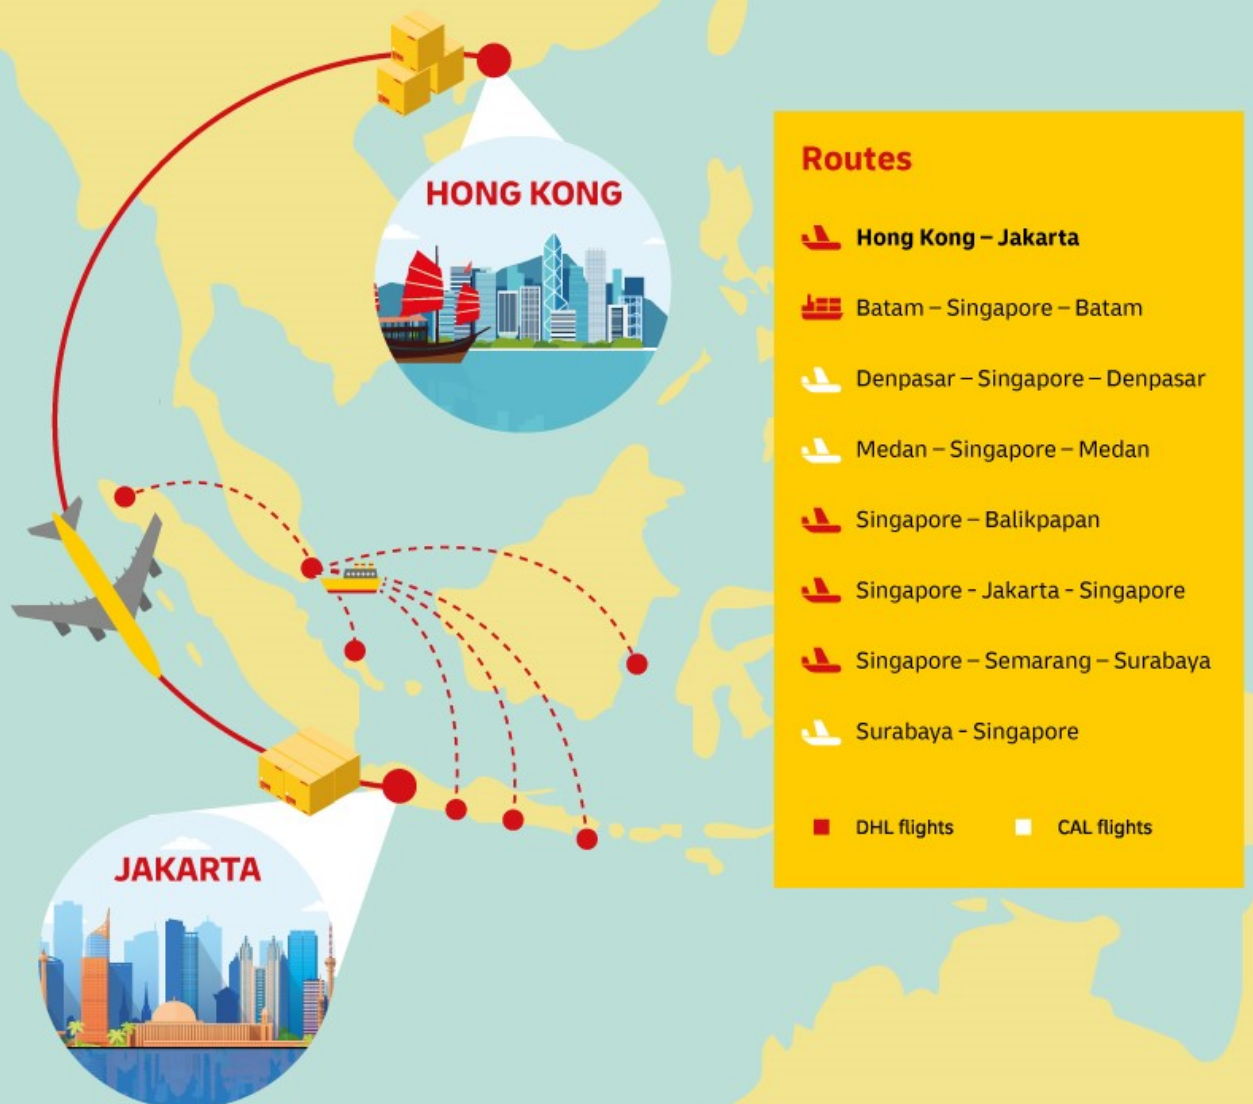 HONG KONG
Routes
Hong Kong – Jakarta
Batam – Singapore – Batam
Denpasar – Singapore – Denpasar
Medan – Singapore – Medan
Singapore – Balikpapan
Singapore - Jakarta - Singapore
Singapore – Semarang – Surabaya
Surabaya - Singapore
DHL flights
CAL flights
JAKARTA